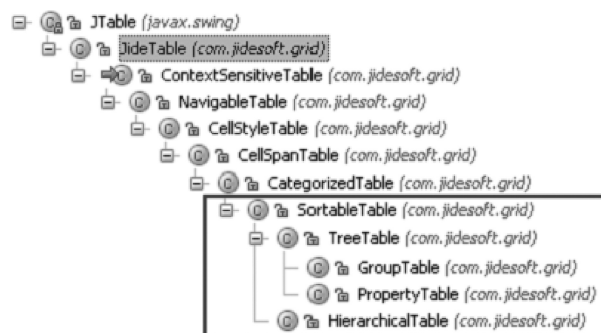 JTable (javax.swing)
JideTable (com.jidesoft.grid)
ContextSensitiveTable (com.jidesoft.grid)
NavigableTable (com.jidesoft.grid)
CellStyleTable (com.jidesoft.grid)
CellSpanTable (com.jidesoft.grid)
CategorizedTable (com.jidesoft.grid)
SortableTable (com.jidesoft.grid)
TreeTable (com.jidesoft.grid)
GroupTable (com.jidesoft.grid)
PropertyTable (com.jidesoft.grid)
HierarchicalTable (com.jidesoft.grid)